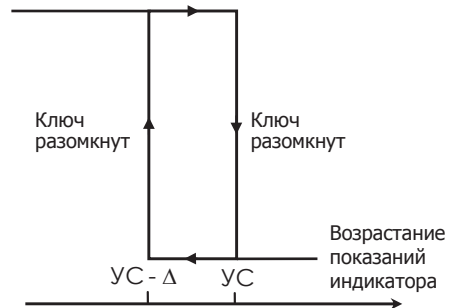 Ключ
разомкнут
Ключ
разомкнут
Возрастание
показаний
индикатора
УС - Δ
УС